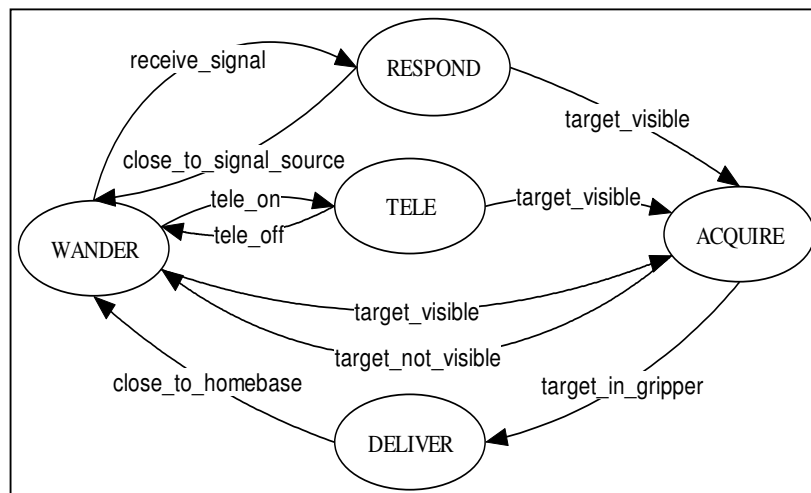 receive_signal
RESPOND
target_visible
close_to_signal_source
tele_on
TELE
target_visible
tele_off
WANDER
ACQUIRE
target_visible
target_not_visible
close_to_homebase
target_in_gripper
DELIVER